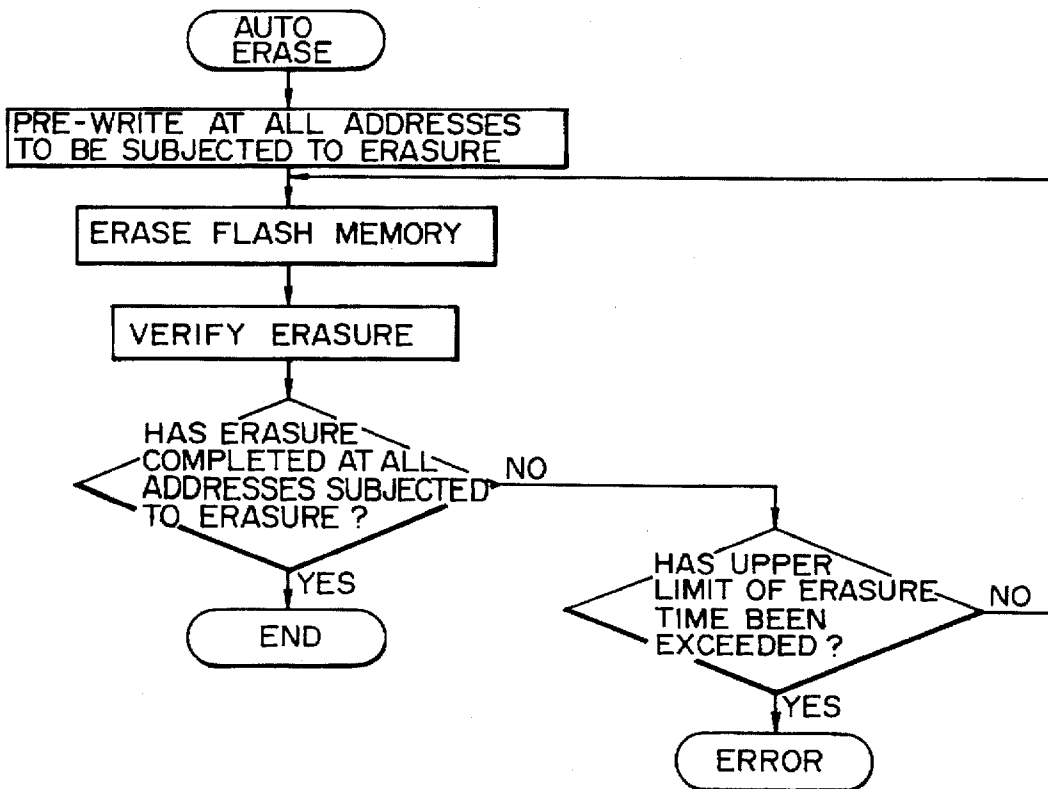 AUTO
ERASE
PRE-WRITE AT ALL ADDRESSES
TO BE SUBJECTED TO ERASURE
ERASE FLASH MEMORY
VERIFY ERASURE
HAS ERASURE
COMPLETED AT ALL
ADDRESSES SUBJECTED
TO ERASURE ?
NO
YES
END
HAS UPPER
LIMIT OF ERASURE
TIME BEEN
EXCEEDED ?
NO
YES
ERROR